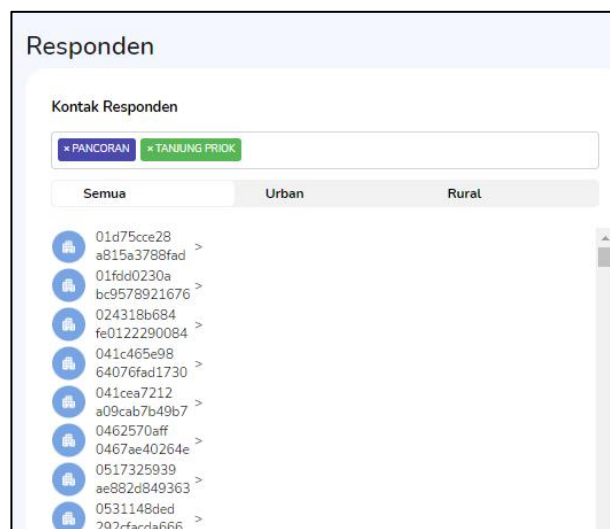 Responden
Kontak Responden
× PANCORAN × TANJUNG PRIOK
Semua Urban Rural
01d75cce28
a815a3788fad >
01fdd0230a
bc9578921676 >
024318b684
fe0122290084 >
041c465e98
64076fad1730 >
041cea7212
a09cab7b49b7 >
0462570aff
0467ae40264e >
0517325939
ae882d849363 >
0531148ded
292cfacda666 >